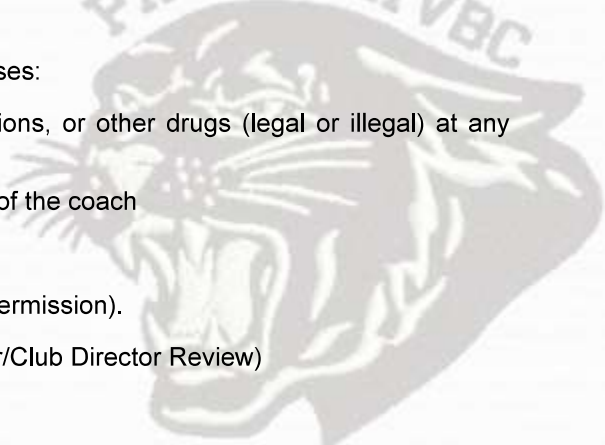 VBC
ses:
ions, or other drugs (legal or illegal) at any
of the coach
ermission).
r/Club Director Review)